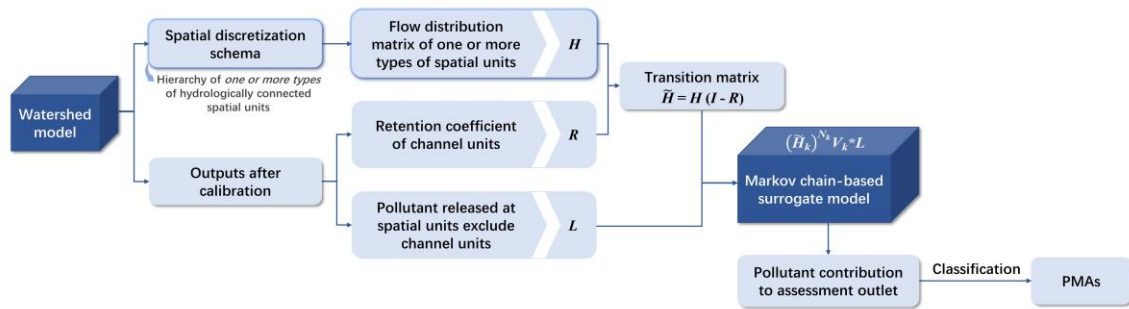 Watershed
model
Spatial discretization
schema
Hierarchy of one or more types
of hydrologically connected
spatial units
Flow distribution
matrix of one or more
types of spatial units
H
Outputs after
calibration
Retention coefficient
of channel units
R
Pollutant released at
spatial units exclude
channel units
L
Transition matrix
H̃ = H (I - R)
(H̃ₖ)^Nₖ Vₖ*L
Markov chain-based
surrogate model
Pollutant contribution
to assessment outlet
Classification
PMAs